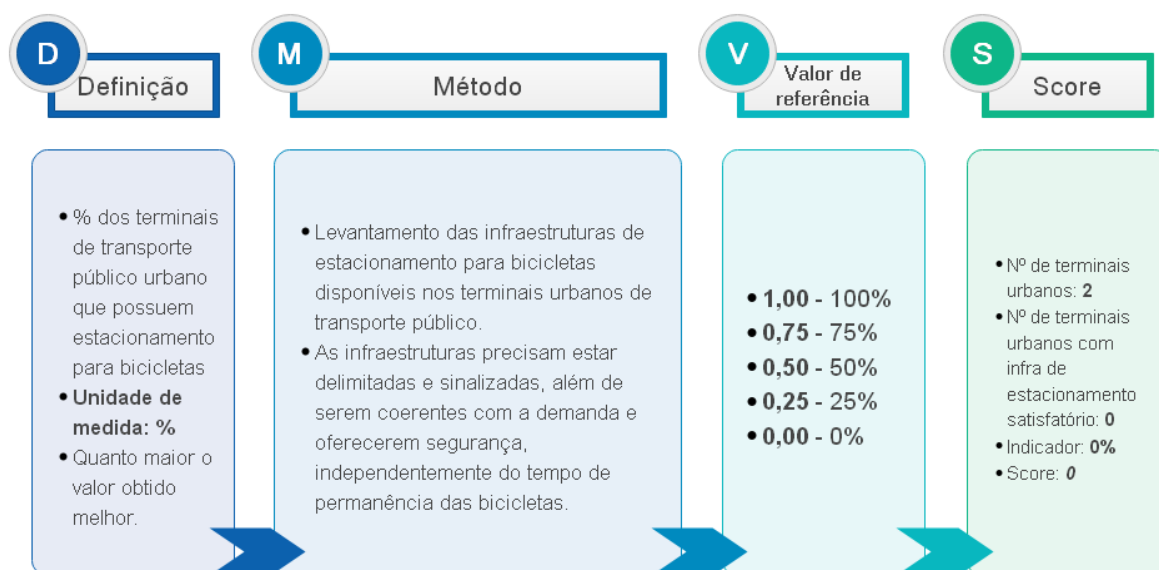 D
Definição
• % dos terminais
de transporte
público urbano
que possuem
estacionamento
para bicicletas
• Unidade de
medida: %
• Quanto maior o
valor obtido
melhor.
M
Método
• Levantamento das infraestruturas de
estacionamento para bicicletas
disponíveis nos terminais urbanos de
transporte público.
• As infraestruturas precisam estar
delimitadas e sinalizadas, além de
serem coerentes com a demanda e
oferecerem segurança,
independentemente do tempo de
permanência das bicicletas.
V
Valor de
referência
• 1,00 - 100%
• 0,75 - 75%
• 0,50 - 50%
• 0,25 - 25%
• 0,00 - 0%
S
Score
• Nº de terminais
urbanos: 2
• Nº de terminais
urbanos com
infra de
estacionamento
satisfatório: 0
• Indicador: 0%
• Score: 0